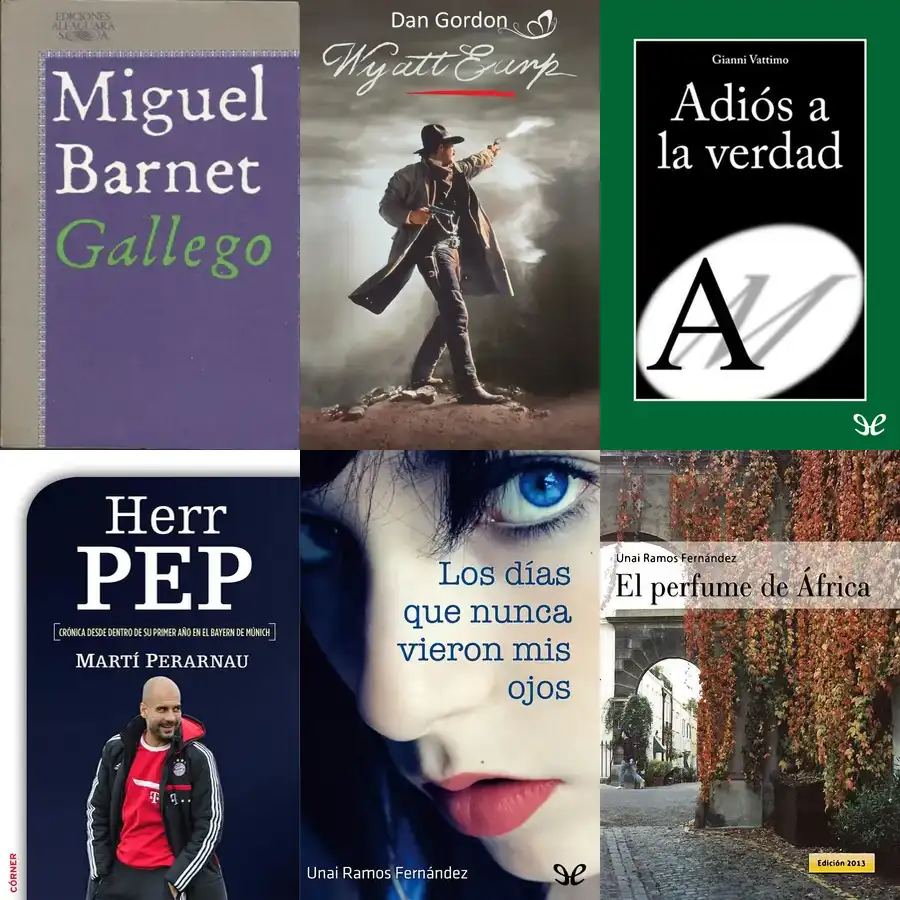 EDICIONES
ALFAGUARA
S. A.
Miguel
Barnet
Gallego
Dan Gordon
Wyatt Earp
Gianni Vattimo
Adiós a
la verdad
A
Herr
PEP
[CRÓNICA DESDE DENTRO DE SU PRIMER AÑO EN EL BAYERN DE MÚNICH]
MARTÍ PERARNAU
CÓRNER
Los días
que nunca
vieron mis
ojos
Unai Ramos Fernández
Unai Ramos Fernández
El perfume de África
Edición 2013